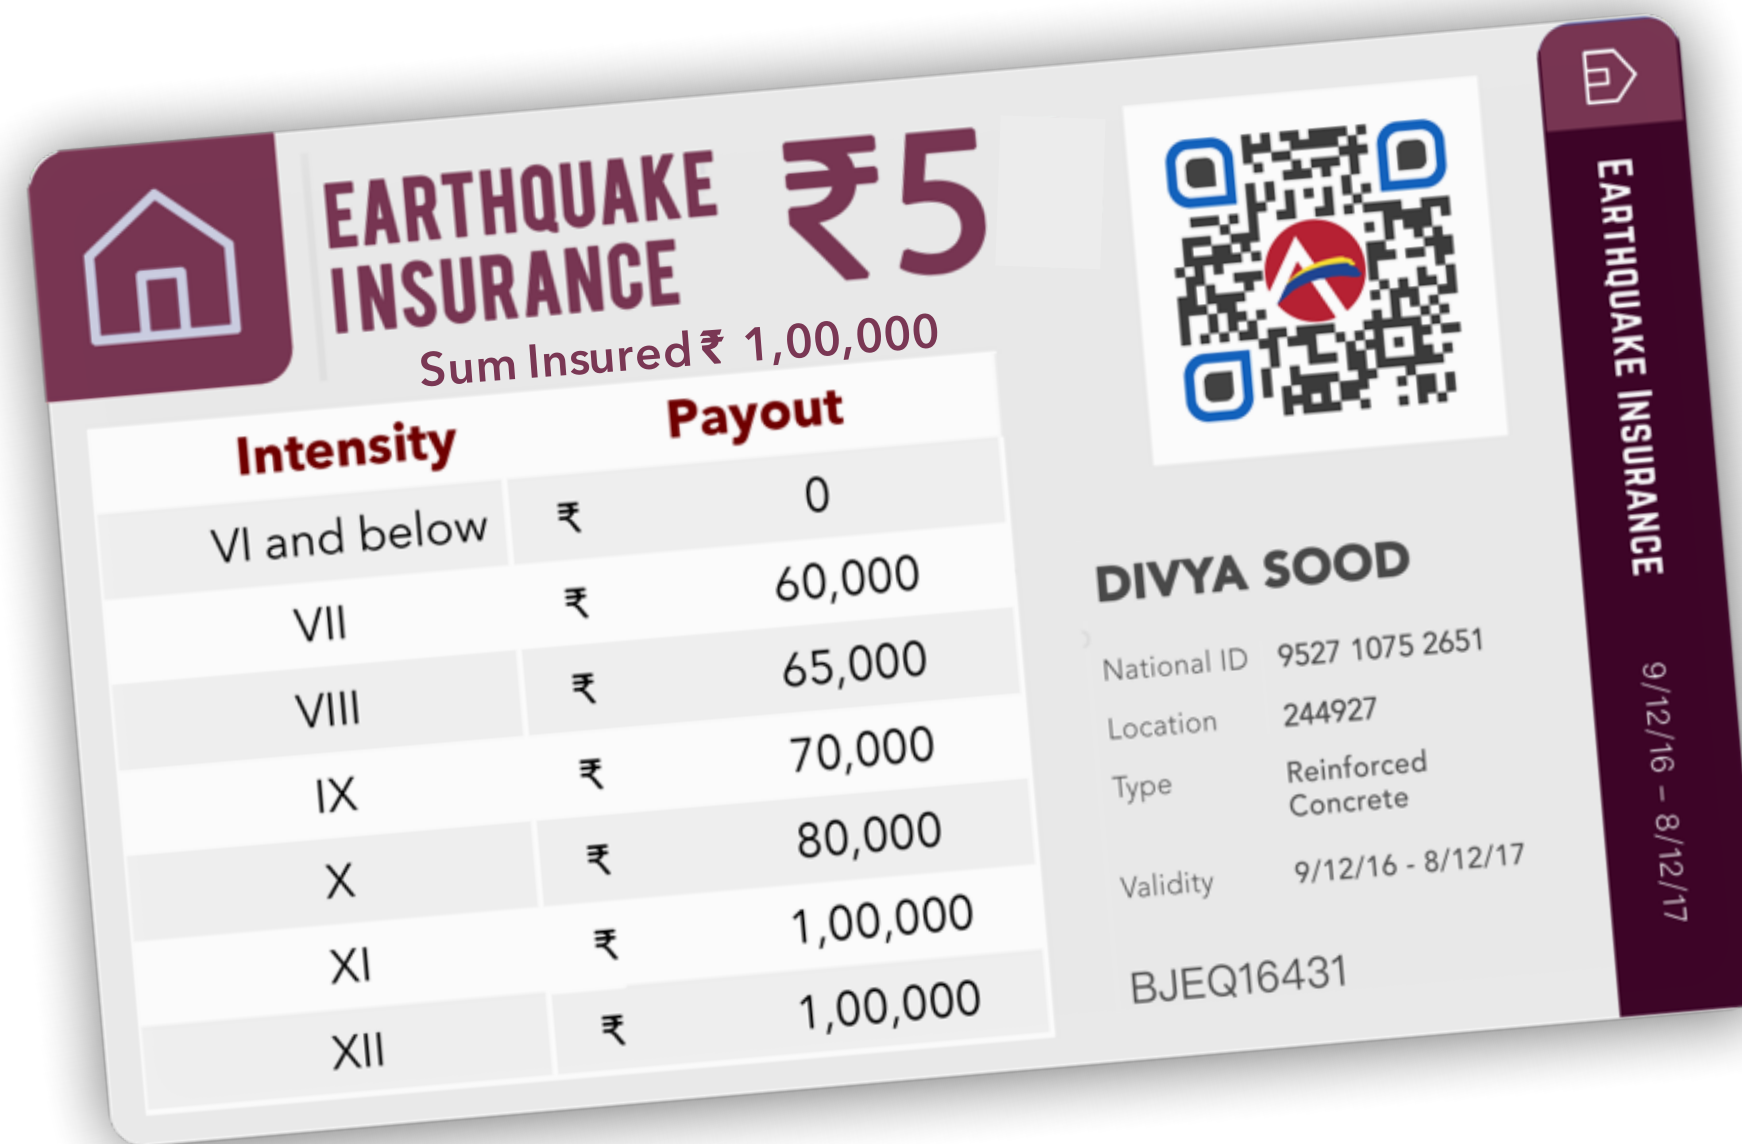 EARTHQUAKE
INSURANCE
₹5
Sum Insured ₹ 1,00,000
Intensity Payout
VI and below ₹ 0
VII ₹ 60,000
VIII ₹ 65,000
IX ₹ 70,000
X ₹ 80,000
XI ₹ 1,00,000
XII ₹ 1,00,000
DIVYA SOOD
National ID 9527 1075 2651
Location 244927
Type Reinforced
Concrete
Validity 9/12/16 - 8/12/17
BJEQ16431
EARTHQUAKE INSURANCE 9/12/16 – 8/12/17